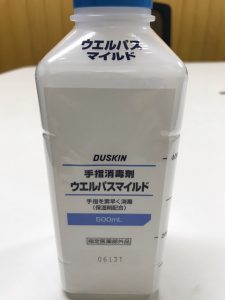 ウエルパス
マイルド
DUSKIN
手指消毒剤
ウエルパスマイルド
手指を素早く消毒
(保湿剤配合)
500mL
指定医薬部外品
0613T